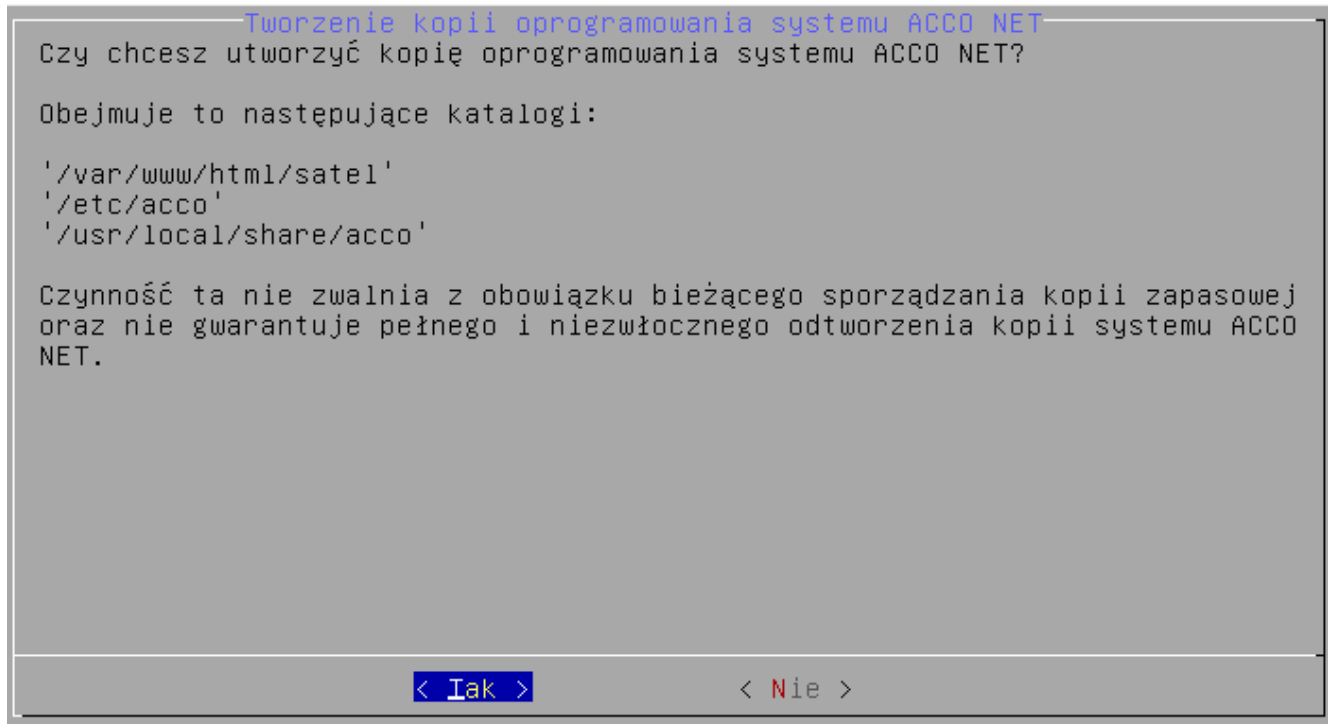 Tworzenie kopii oprogramowania systemu ACCO NET
Czy chcesz utworzyć kopię oprogramowania systemu ACCO NET?
Obejmuje to następujące katalogi:
'/var/www/html/satel'
'/etc/acco'
'/usr/local/share/acco'
Czynność ta nie zwalnia z obowiązku bieżącego sporządzania kopii zapasowej
oraz nie gwarantuje pełnego i niezwłocznego odtworzenia kopii systemu ACCO
NET.
< Tak > < Nie >